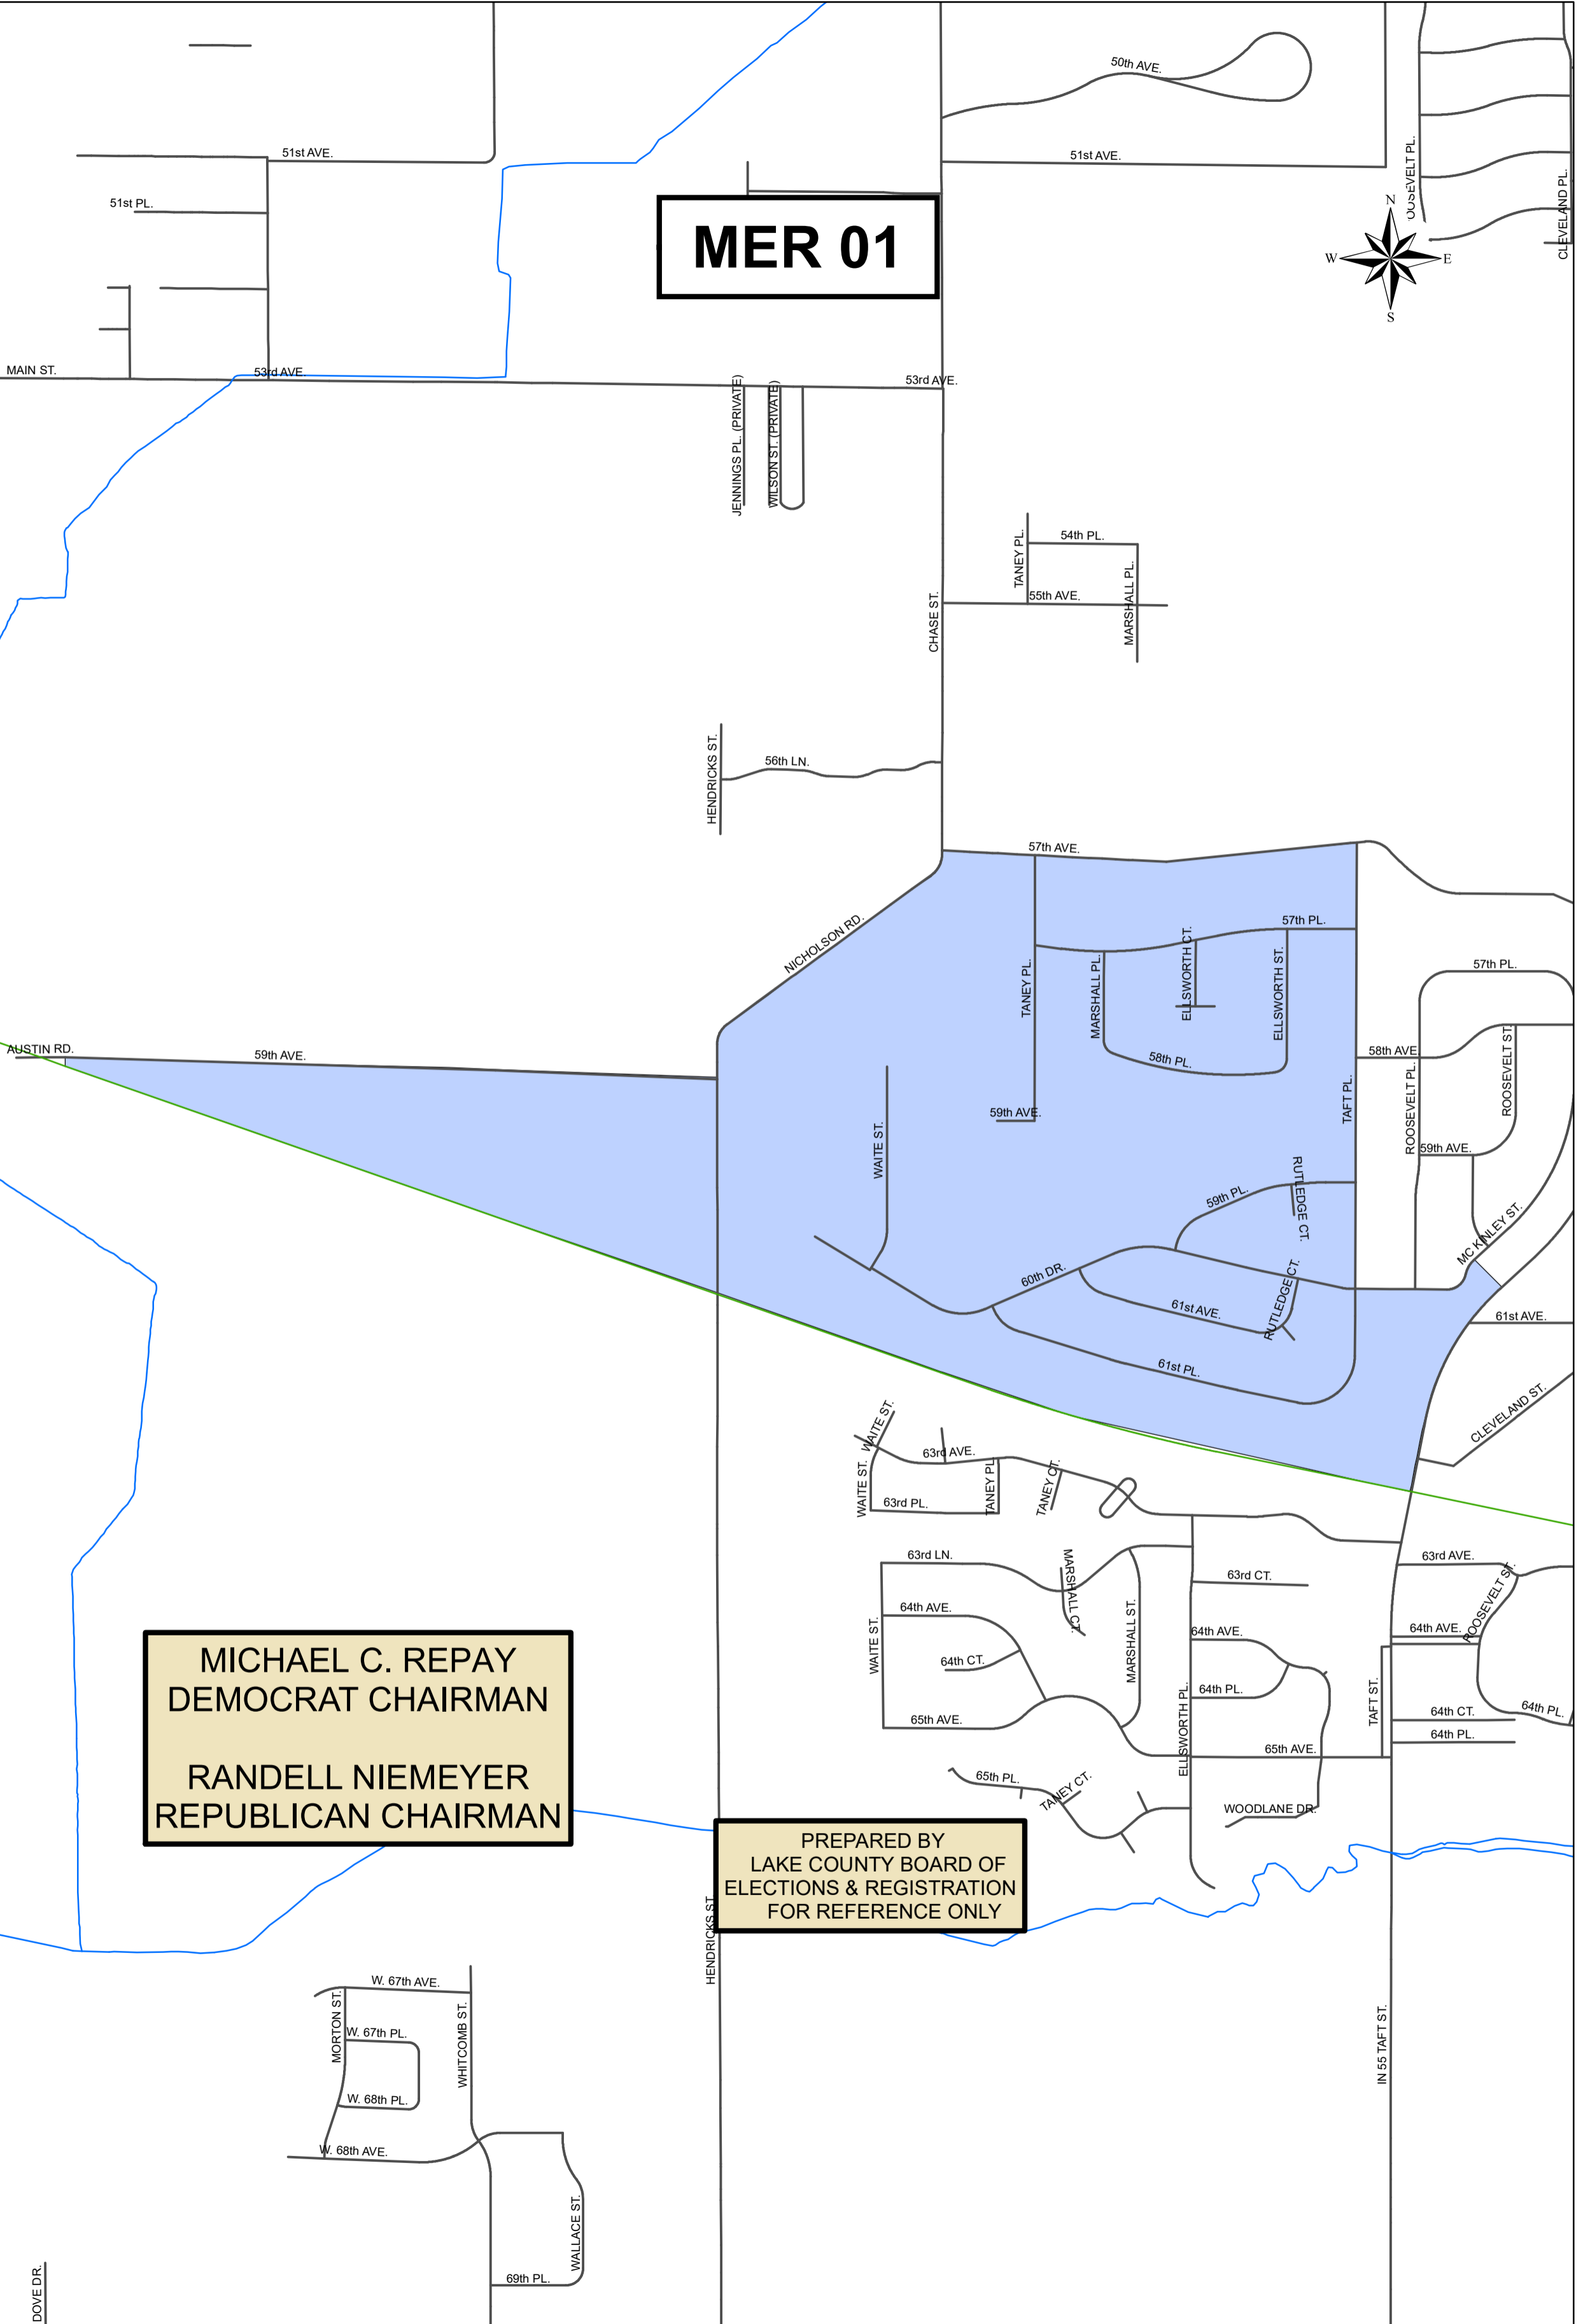 50th AVE.
51st AVE.
51st AVE.
51st PL.
OOSEVELT PL.
CLEVELAND PL.
MER 01
N
W
E
S
MAIN ST.
53rd AVE.
53rd AVE.
JENNINGS PL. (PRIVATE)
WILSON ST. (PRIVATE)
TANEY PL.
54th PL.
55th AVE.
MARSHALL PL.
CHASE ST.
HENDRICKS ST.
56th LN.
57th AVE.
NICHOLSON RD.
57th PL.
TANEY PL.
MARSHALL PL.
ELLSWORTH CT.
ELLSWORTH ST.
57th PL.
58th PL.
58th AVE.
AUSTIN RD.
59th AVE.
ROOSEVELT ST.
ROOSEVELT PL.
TAFT PL.
59th AVE.
WAITE ST.
59th AVE.
59th PL.
RUTLEDGE CT.
MC KINLEY ST.
60th DR.
61st AVE.
RUTLEDGE CT.
61st AVE.
61st PL.
CLEVELAND ST.
WAITE ST.
63rd AVE.
WAITE ST.
63rd PL.
TANEY PL.
TANEY CT.
63rd LN.
MARSHALL CT.
63rd CT.
63rd AVE.
ROOSEVELT ST.
64th AVE.
WAITE ST.
64th CT.
MARSHALL ST.
64th AVE.
64th AVE.
64th PL.
ELLSWORTH PL.
TAFT ST.
64th CT.
64th PL.
64th PL.
65th AVE.
65th AVE.
65th PL.
TANEY CT.
WOODLANE DR.
MICHAEL C. REPAY
DEMOCRAT CHAIRMAN
RANDELL NIEMEYER
REPUBLICAN CHAIRMAN
PREPARED BY
LAKE COUNTY BOARD OF
ELECTIONS & REGISTRATION
FOR REFERENCE ONLY
HENDRICKS ST.
IN 55 TAFT ST.
W. 67th AVE.
MORTON ST.
W. 67th PL.
WHITCOMB ST.
W. 68th PL.
W. 68th AVE.
WALLACE ST.
69th PL.
DOVE DR.